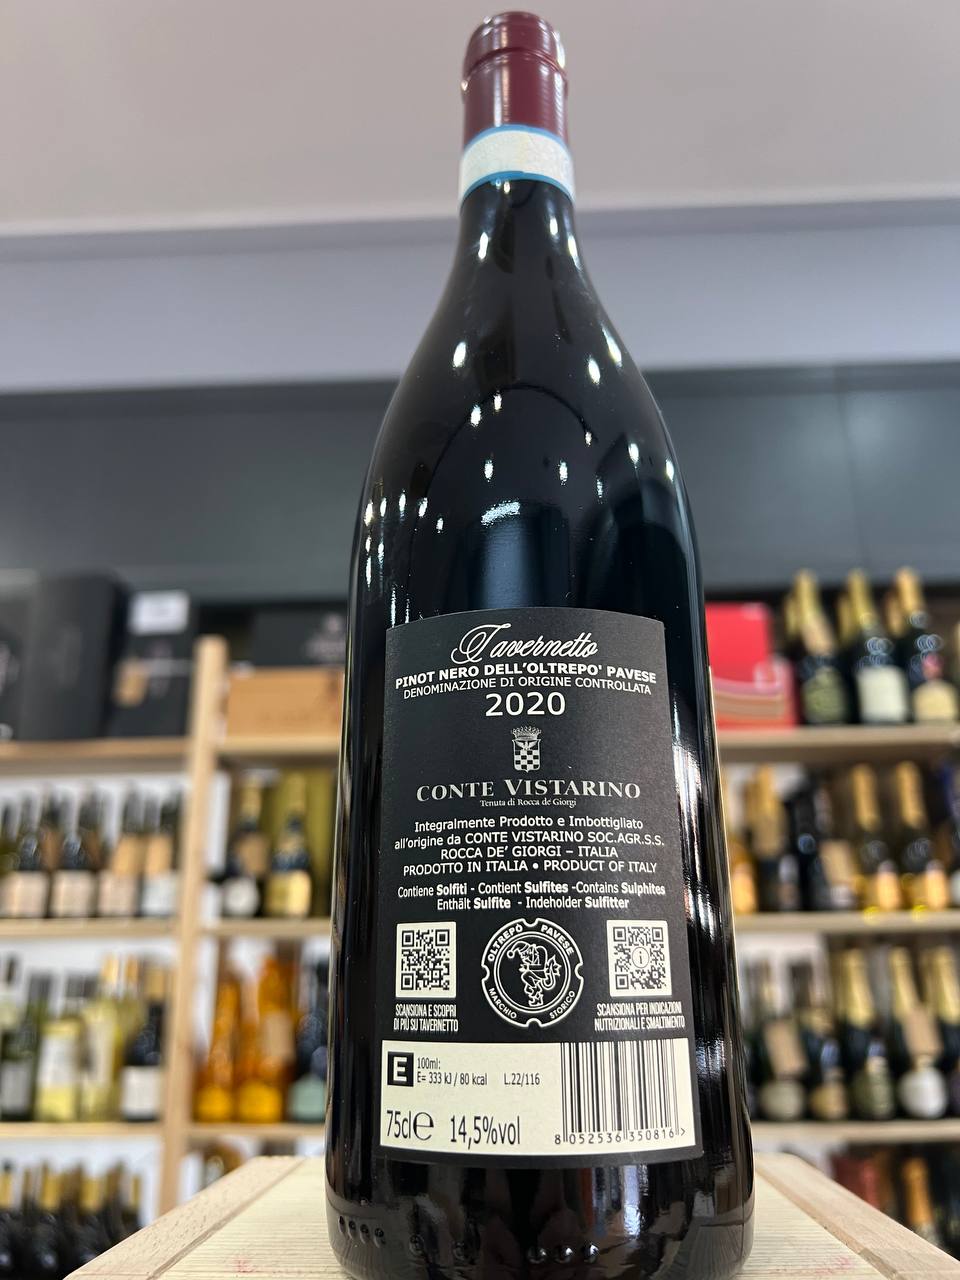 Tavernetto
PINOT NERO DELL'OLTREPO' PAVESE
DENOMINAZIONE DI ORIGINE CONTROLLATA
2020
CONTE VISTARINO
Tenuta di Rocca de Giorgi
Integralmente Prodotto e Imbottigliato
all'origine da CONTE VISTARINO SOC.AGR.S.S.
ROCCA DE' GIORGI – ITALIA
PRODOTTO IN ITALIA • PRODUCT OF ITALY
Contiene Solfiti - Contient Sulfites -Contains Sulphites
Enthält Sulfite - Indeholder Sulfitter
OLTREPÒ PAVESE
MARCHIO STORICO
SCANSIONA E SCOPRI
DI PIÙ SU TAVERNETTO
SCANSIONA PER INDICAZIONI
NUTRIZIONALI E SMALTIMENTO
E 100ml:
E= 333 kJ / 80 kcal L.22/116
75cl e 14,5%vol
8 052536 350816 >